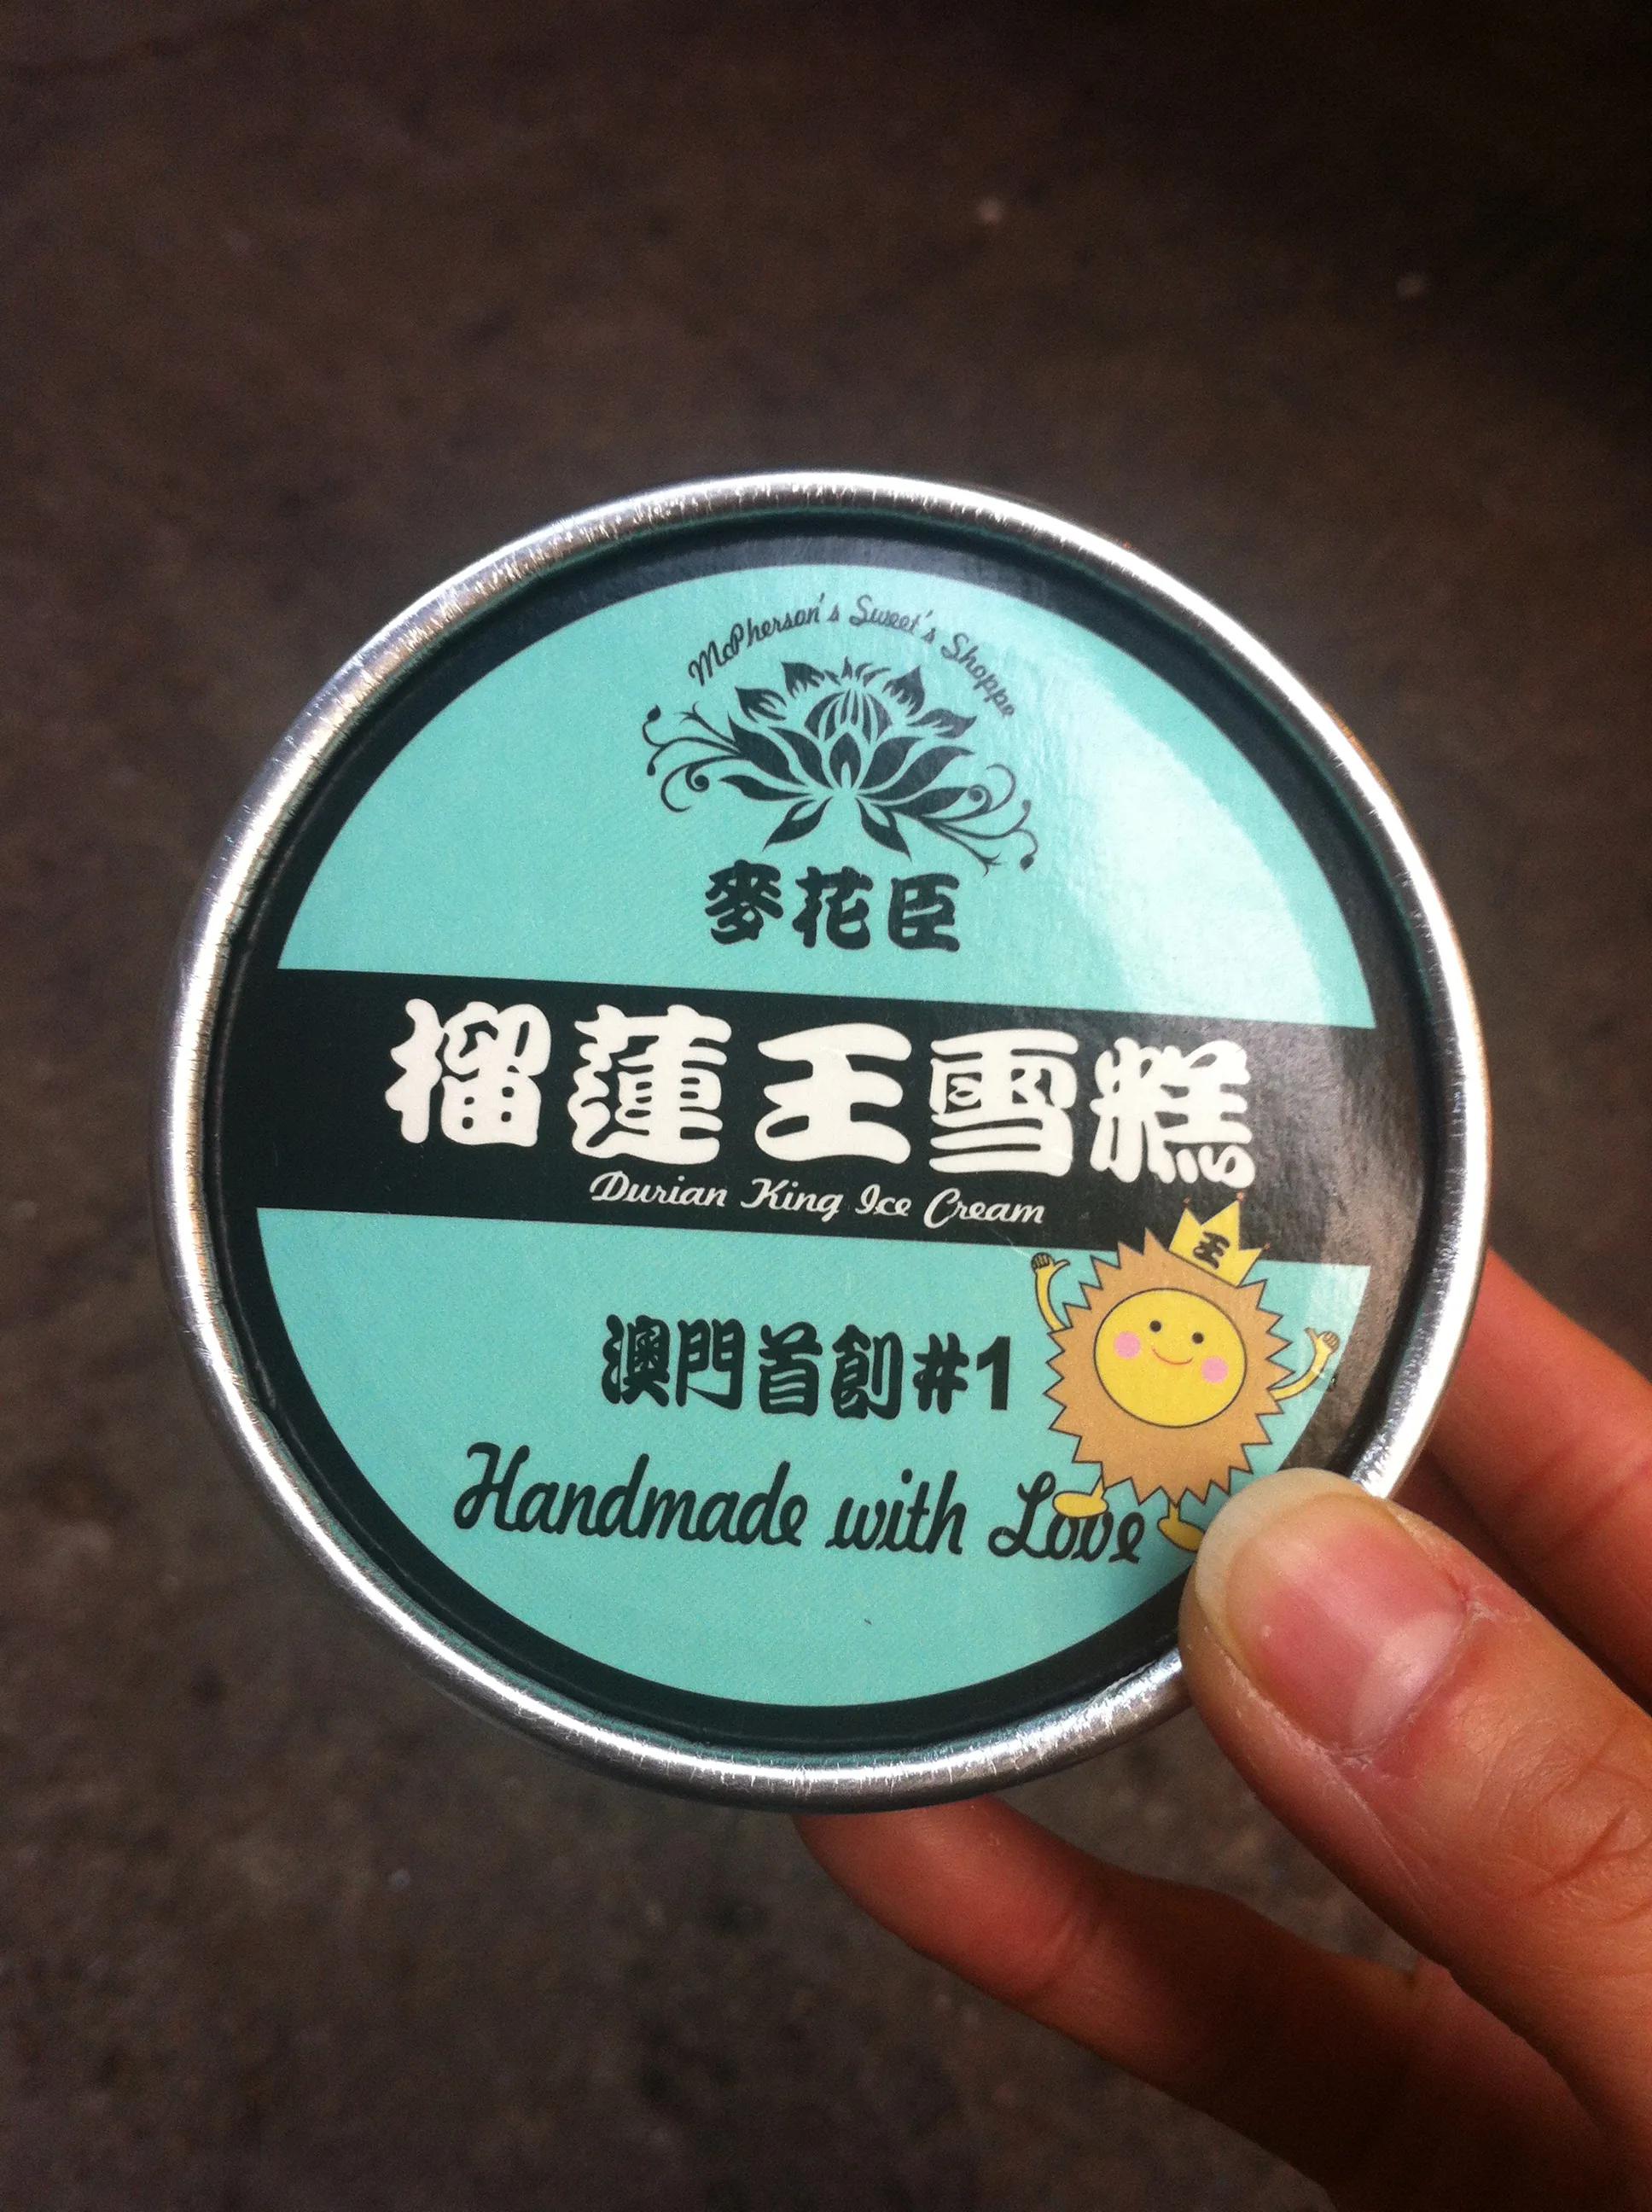 McPherson's Sweet's Shoppe
麥花臣
榴蓮王雪糕
Durian King Ice Cream
王
澳門首創#1
Handmade with Love